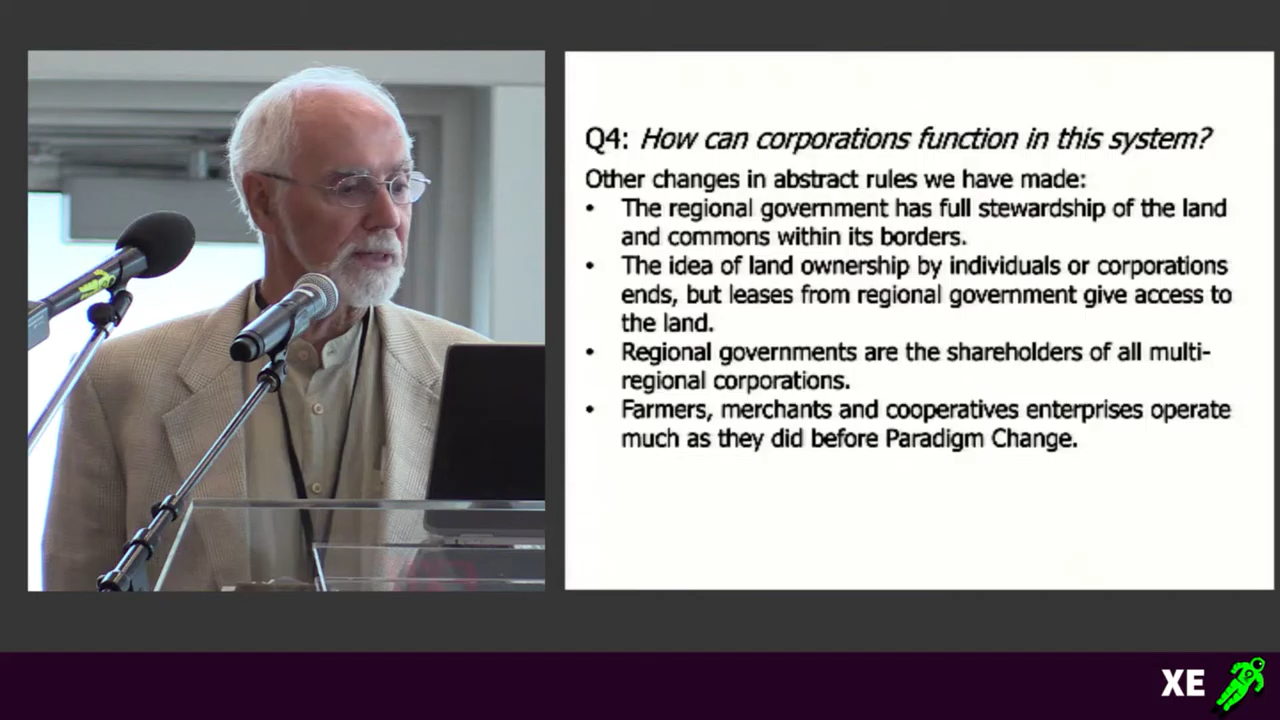 Q4: How can corporations function in this system?
Other changes in abstract rules we have made:
• The regional government has full stewardship of the land
and commons within its borders.
• The idea of land ownership by individuals or corporations
ends, but leases from regional government give access to
the land.
• Regional governments are the shareholders of all multi-
regional corporations.
• Farmers, merchants and cooperatives enterprises operate
much as they did before Paradigm Change.
XE